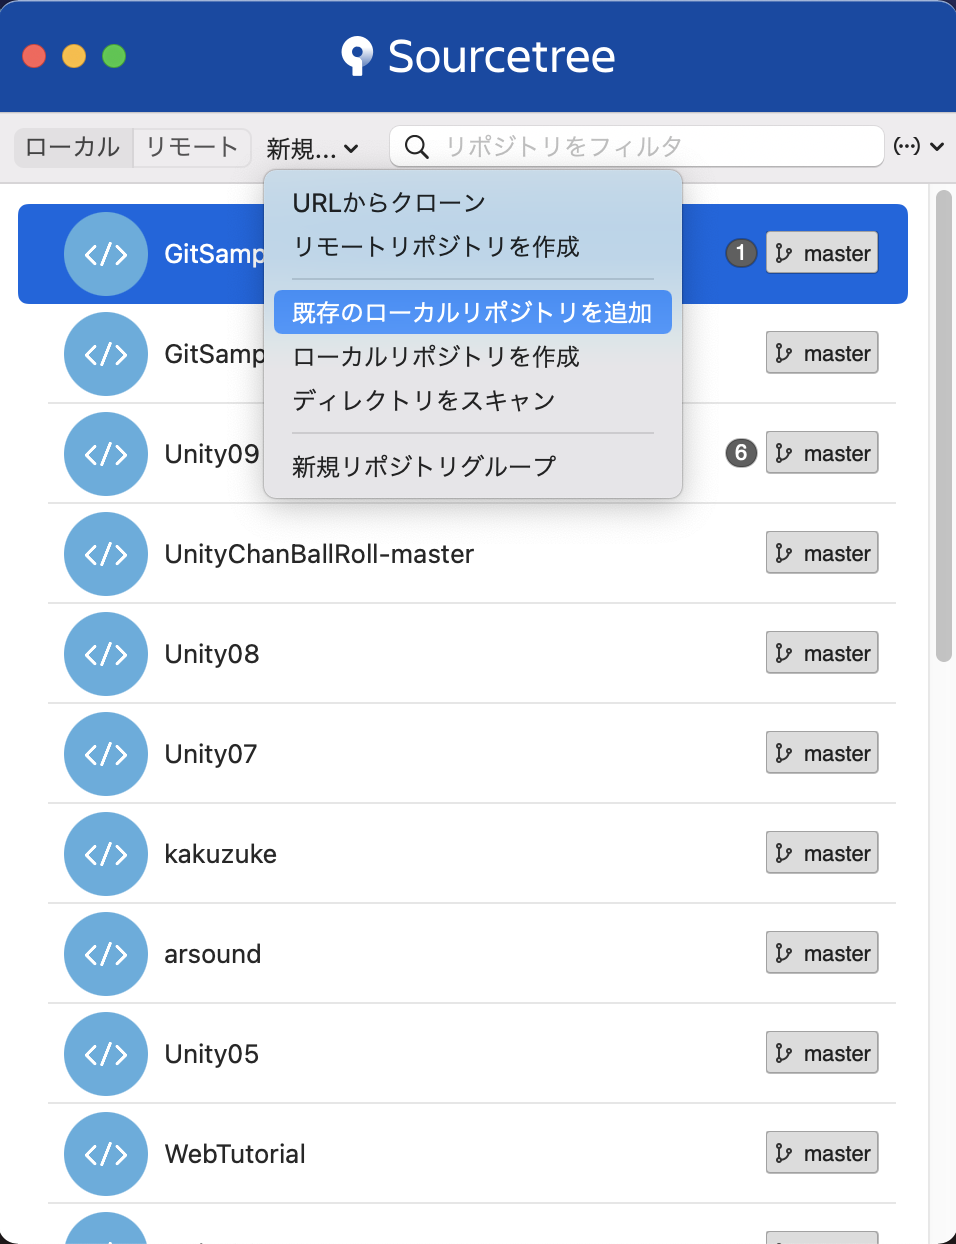 Sourcetree
ローカル リモート 新規... リポジトリをフィルタ
URLからクローン
リモートリポジトリを作成
既存のローカルリポジトリを追加
ローカルリポジトリを作成
ディレクトリをスキャン
新規リポジトリグループ
</> GitSamp 1 master
</> GitSamp master
</> Unity09 6 master
</> UnityChanBallRoll-master master
</> Unity08 master
</> Unity07 master
</> kakuzuke master
</> arsound master
</> Unity05 master
</> WebTutorial master